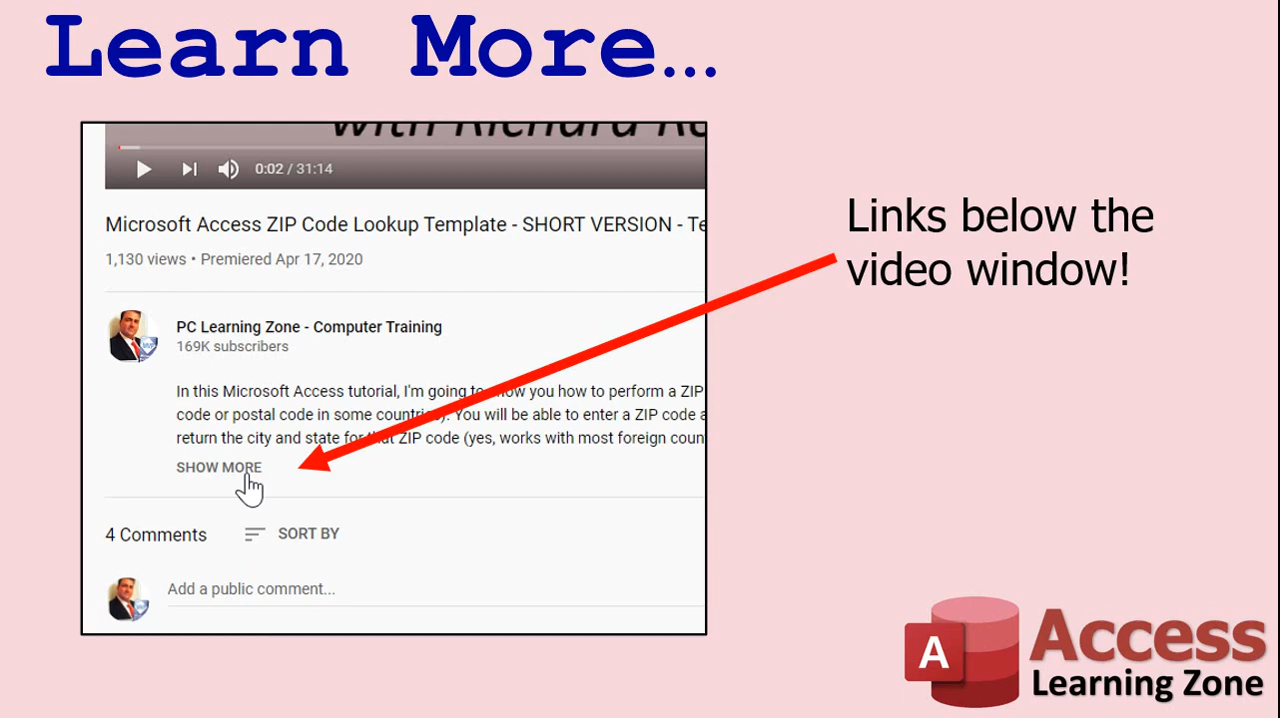 Learn More...
with Richard Ro
0:02 / 31:14
Microsoft Access ZIP Code Lookup Template - SHORT VERSION - Te
1,130 views • Premiered Apr 17, 2020
PC Learning Zone - Computer Training
169K subscribers
In this Microsoft Access tutorial, I'm going to show you how to perform a ZIP
code or postal code in some countries). You will be able to enter a ZIP code a
return the city and state for that ZIP code (yes, works with most foreign coun
SHOW MORE
4 Comments SORT BY
Add a public comment...
Links below the
video window!
A
Access
Learning Zone